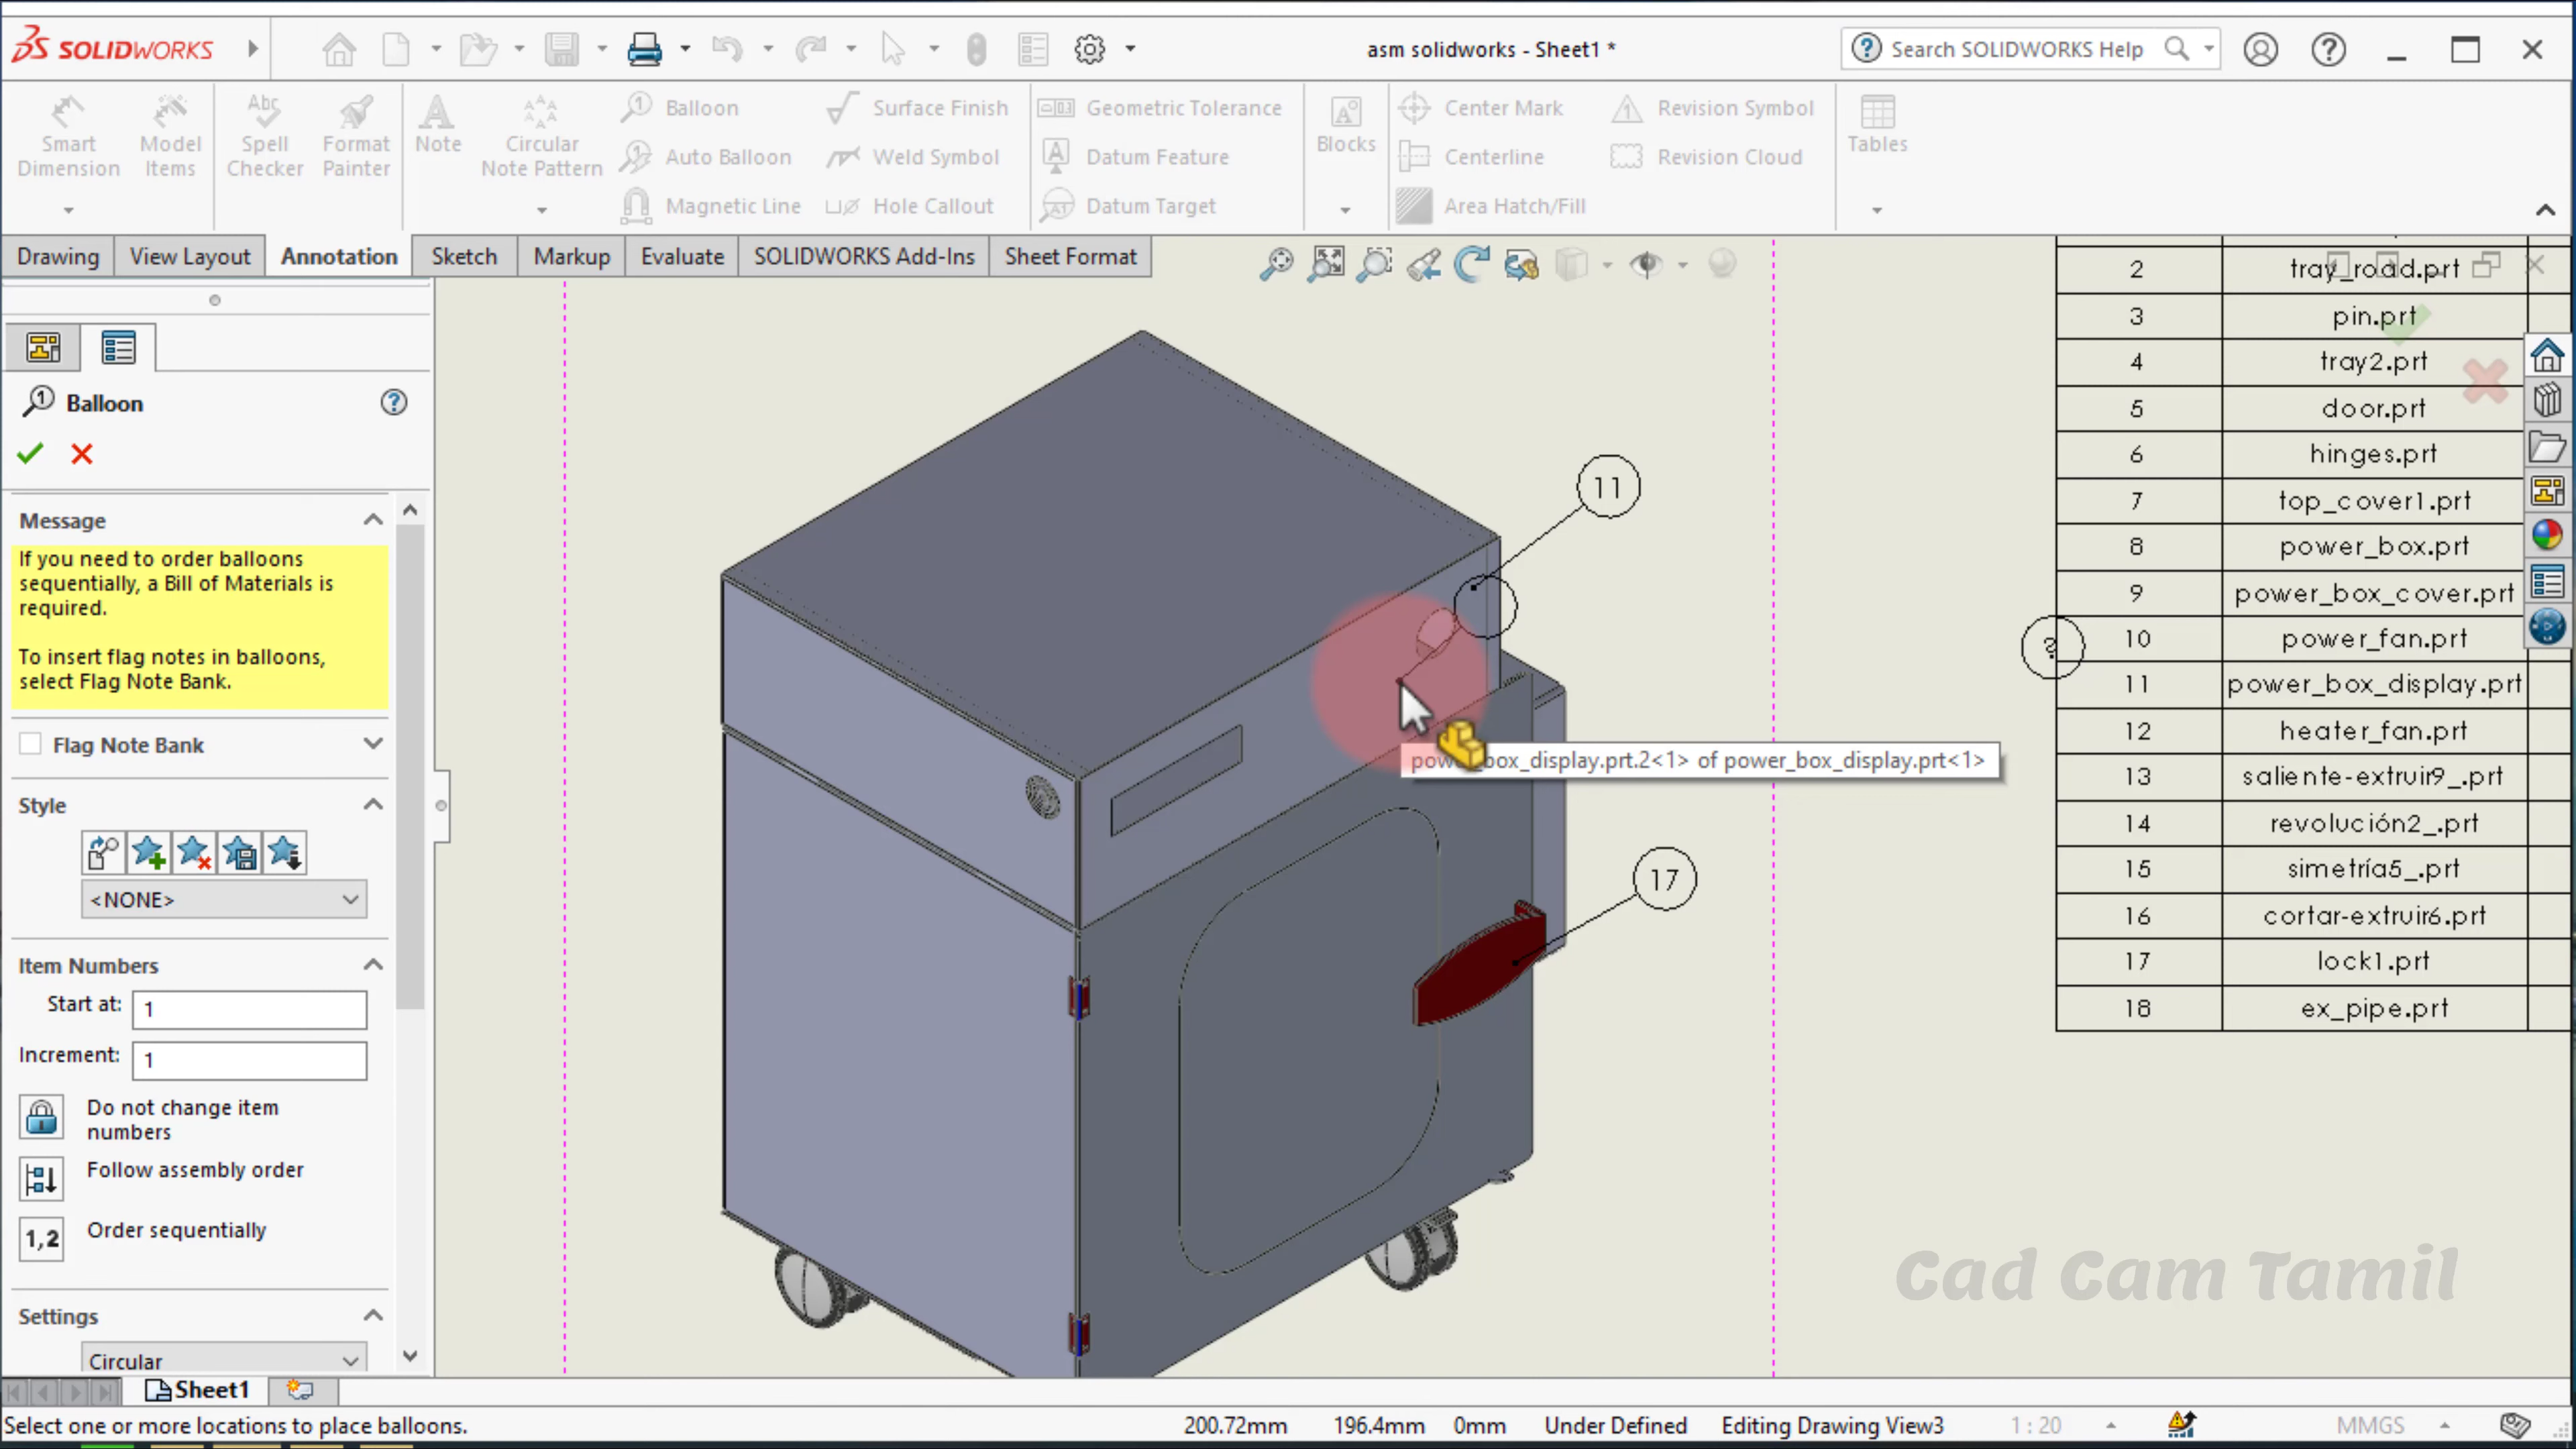 SOLIDWORKS
asm solidworks - Sheet1 *
Search SOLIDWORKS Help
Smart Dimension
Model Items
Spell Checker
Format Painter
Note
Circular Note Pattern
Balloon
Auto Balloon
Magnetic Line
Surface Finish
Weld Symbol
Hole Callout
Geometric Tolerance
Datum Feature
Datum Target
Blocks
Center Mark
Centerline
Area Hatch/Fill
Revision Symbol
Revision Cloud
Tables
Drawing
View Layout
Annotation
Sketch
Markup
Evaluate
SOLIDWORKS Add-Ins
Sheet Format
Balloon
Message
If you need to order balloons
sequentially, a Bill of Materials is
required.
To insert flag notes in balloons,
select Flag Note Bank.
Flag Note Bank
Style
<NONE>
Item Numbers
Start at: 1
Increment: 1
Do not change item
numbers
Follow assembly order
1,2 Order sequentially
Settings
Circular
11
17
?
power_box_display.prt.2<1> of power_box_display.prt<1>
2 tray_road.prt
3 pin.prt
4 tray2.prt
5 door.prt
6 hinges.prt
7 top_cover1.prt
8 power_box.prt
9 power_box_cover.prt
10 power_fan.prt
11 power_box_display.prt
12 heater_fan.prt
13 saliente-extruir9_.prt
14 revolución2_.prt
15 simetría5_.prt
16 cortar-extruir6.prt
17 lock1.prt
18 ex_pipe.prt
Cad Cam Tamil
Sheet1
Select one or more locations to place balloons.
200.72mm 196.4mm 0mm Under Defined Editing Drawing View3 1 : 20 MMGS